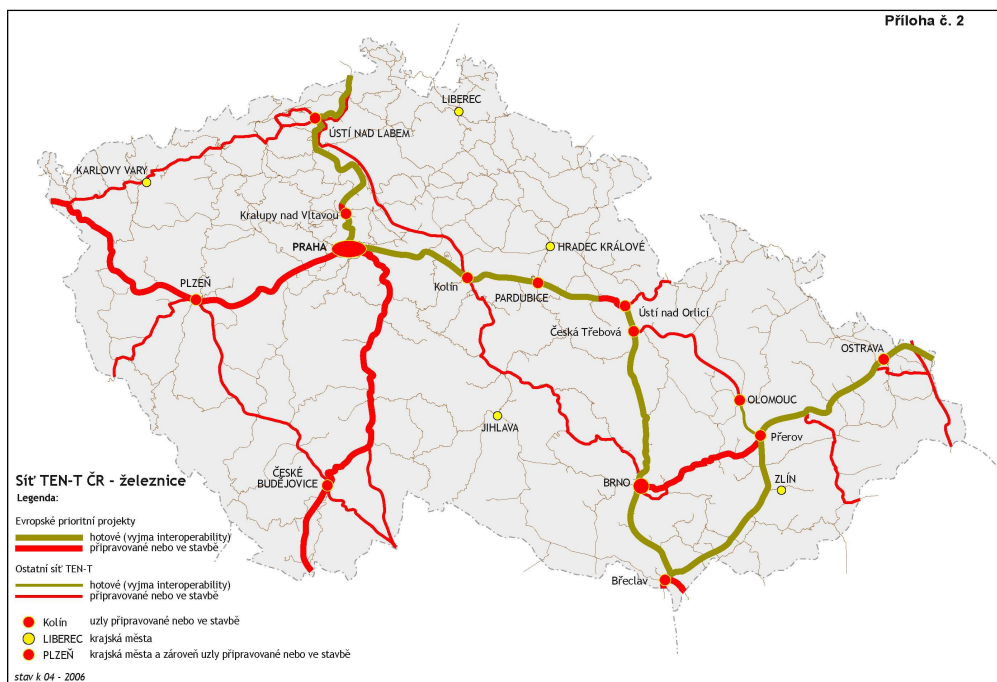 Příloha č. 2
LIBEREC
ÚSTÍ NAD LABEM
KARLOVY VARY
Kralupy nad Vltavou
PRAHA
HRADEC KRÁLOVÉ
PLZEŇ
Kolín
PARDUBICE
Ústí nad Orlicí
Česká Třebová
OSTRAVA
OLOMOUC
JIHLAVA
Přerov
ČESKÉ
BUDĚJOVICE
BRNO
ZLÍN
Břeclav
Síť TEN-T ČR - železnice
Legenda:
Evropské prioritní projekty
hotové (vyjma interoperability)
připravované nebo ve stavbě
Ostatní síť TEN-T
hotové (vyjma interoperability)
připravované nebo ve stavbě
Kolín uzly připravované nebo ve stavbě
LIBEREC krajská města
PLZEŇ krajská města a zároveň uzly připravované nebo ve stavbě
stav k 04 - 2006